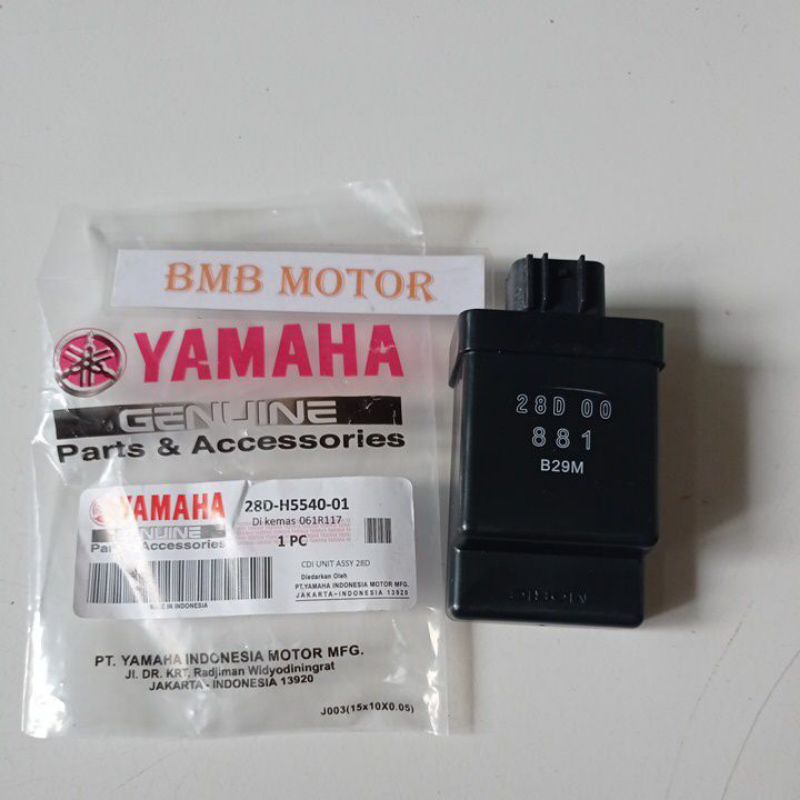 BMB MOTOR
YAMAHA
GENUINE
Parts & Accessories
YAMAHA
GENUINE
Parts & Accessories
28D-H5540-01
Di kemas 061R117
1 PC
CDI UNIT ASSY 28D
Diedarkan Oleh
PT.YAMAHA INDONESIA MOTOR MFG.
JAKARTA-INDONESIA 13920
MADE IN INDONESIA
PT. YAMAHA INDONESIA MOTOR MFG.
Jl. DR. KRT. Radjiman Widyodiningrat
JAKARTA - INDONESIA 13920
J003(15x10X0.05)
28D 00
881
B29M